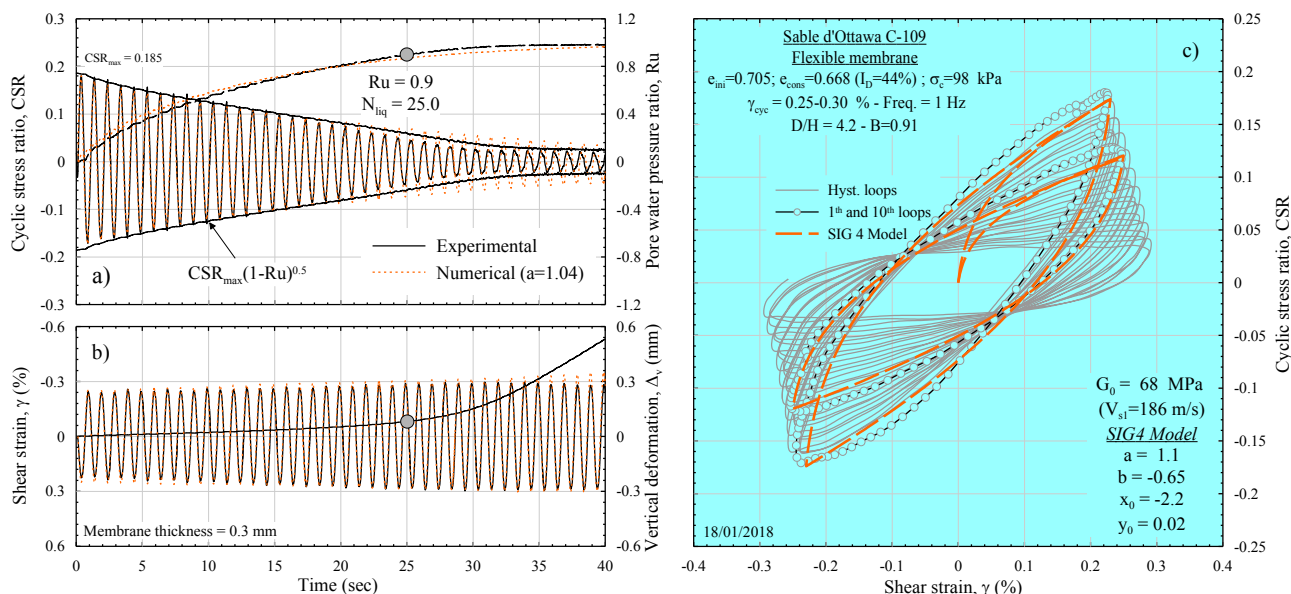 Cyclic stress ratio, CSR
0.3
0.2
0.1
0
-0.1
-0.2
-0.3
CSRmax = 0.185
Ru = 0.9
Nliq = 25.0
Experimental
Numerical (a=1.04)
CSRmax(1-Ru)0.5
a)
1.2
0.9
0.6
0.3
0
-0.3
-0.6
-0.9
-1.2
Pore water pressure ratio, Ru
Shear strain, γ (%)
-0.6
-0.3
0
0.3
0.6
b)
Membrane thickness = 0.3 mm
0.6
0.3
0.0
-0.3
-0.6
Vertical deformation, Δv (mm)
0 5 10 15 20 25 30 35 40
Time (sec)
c)
Sable d'Ottawa C-109
Flexible membrane
eini=0.705; econs=0.668 (ID=44%) ; σc=98 kPa
γcyc = 0.25-0.30 % - Freq. = 1 Hz
D/H = 4.2 - B=0.91
Hyst. loops
1th and 10th loops
SIG 4 Model
G0 = 68 MPa
(Vs1=186 m/s)
SIG4 Model
a = 1.1
b = -0.65
x0 = -2.2
y0 = 0.02
18/01/2018
0.25
0.2
0.15
0.1
0.05
0
-0.05
-0.1
-0.15
-0.2
-0.25
Cyclic stress ratio, CSR
-0.4 -0.3 -0.2 -0.1 0 0.1 0.2 0.3 0.4
Shear strain, γ (%)